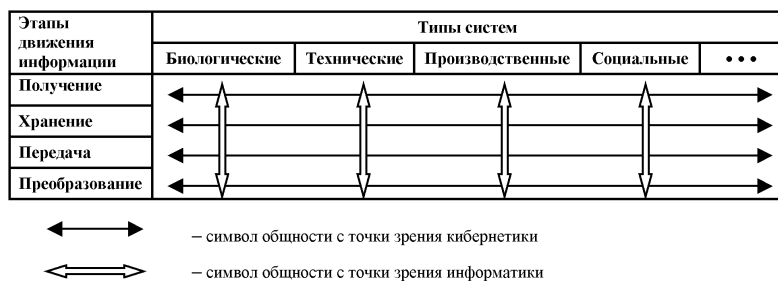 Этапы
движения
информации
Типы систем
Биологические Технические Производственные Социальные • • •
Получение
Хранение
Передача
Преобразование
– символ общности с точки зрения кибернетики
– символ общности с точки зрения информатики